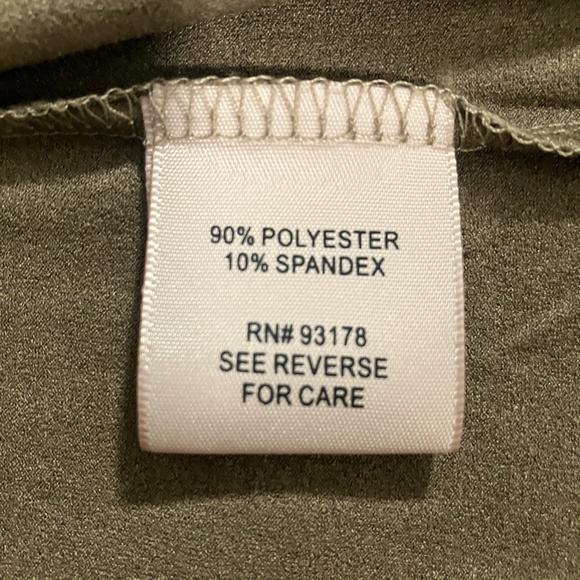 90% POLYESTER
10% SPANDEX
RN# 93178
SEE REVERSE
FOR CARE